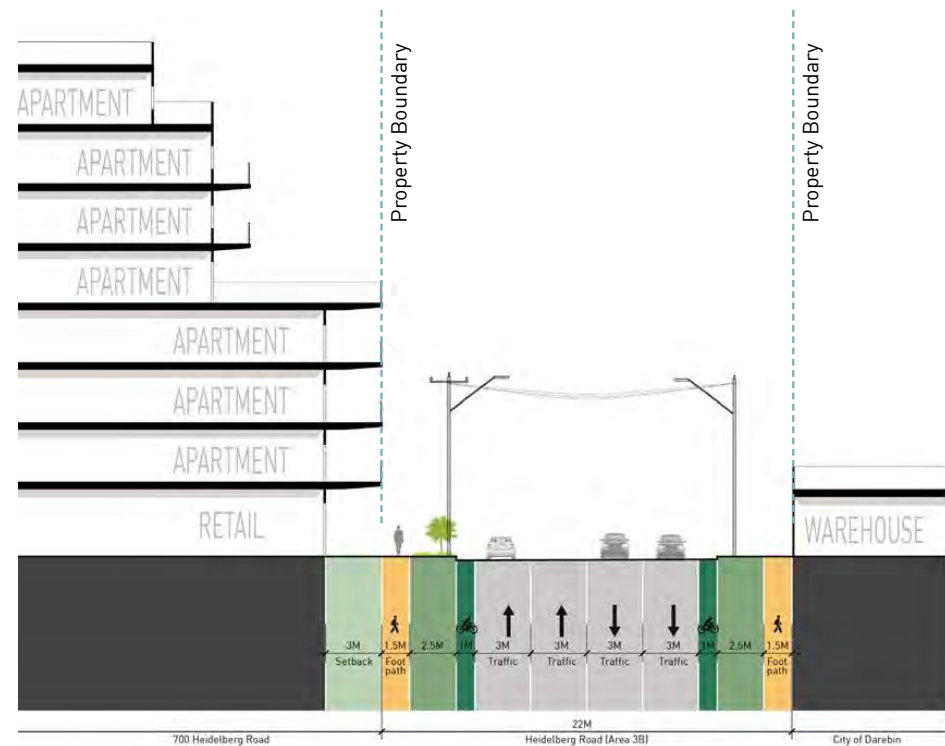 Property Boundary
Property Boundary
APARTMENT
APARTMENT
APARTMENT
APARTMENT
APARTMENT
APARTMENT
APARTMENT
RETAIL
WAREHOUSE
3M 1.5M 2.5M 1M 3M 3M 3M 3M 1M 2.5M 1.5M
Setback Foot path Traffic Traffic Traffic Traffic Foot path
22M
700 Heidelberg Road Heidelberg Road (Area 3B) City of Darebin